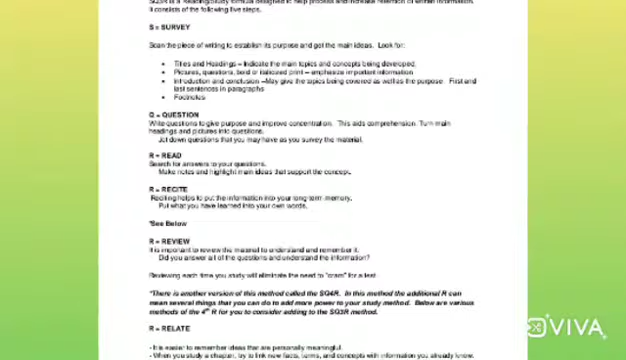 SQ3R is a Reading/study formula designed to help process and increase retention of written information.
It consists of the following five steps.
S = SURVEY
Scan the piece of writing to establish its purpose and get the main ideas. Look for:
• Titles and Headings – Indicate the main topics and concepts being developed.
• Pictures, questions, bold or italicized print – emphasize important information
• Introduction and conclusion –May give the topics being covered as well as the purpose. First and
last sentences in paragraphs
• Footnotes
Q = QUESTION
Write questions to give purpose and improve concentration. This aids comprehension. Turn main
headings and pictures into questions.
Jot down questions that you may have as you survey the material.
R = READ
Search for answers to your questions.
Make notes and highlight main ideas that support the concept.
R = RECITE
Reciting helps to put the information into your long-term memory.
Put what you have learned into your own words.
*See Below
R = REVIEW
It is important to review the material to understand and remember it.
Did you answer all of the questions and understand the information?
Reviewing each time you study will eliminate the need to "cram" for a test.
*There is another version of this method called the SQ4R. In this method the additional R can
mean several things that you can do to add more power to your study method. Below are various
methods of the 4th R for you to consider adding to the SQ3R method.
R = RELATE
- It is easier to remember ideas that are personally meaningful.
- When you study a chapter, try to link new facts, terms, and concepts with information you already know.
VIVA